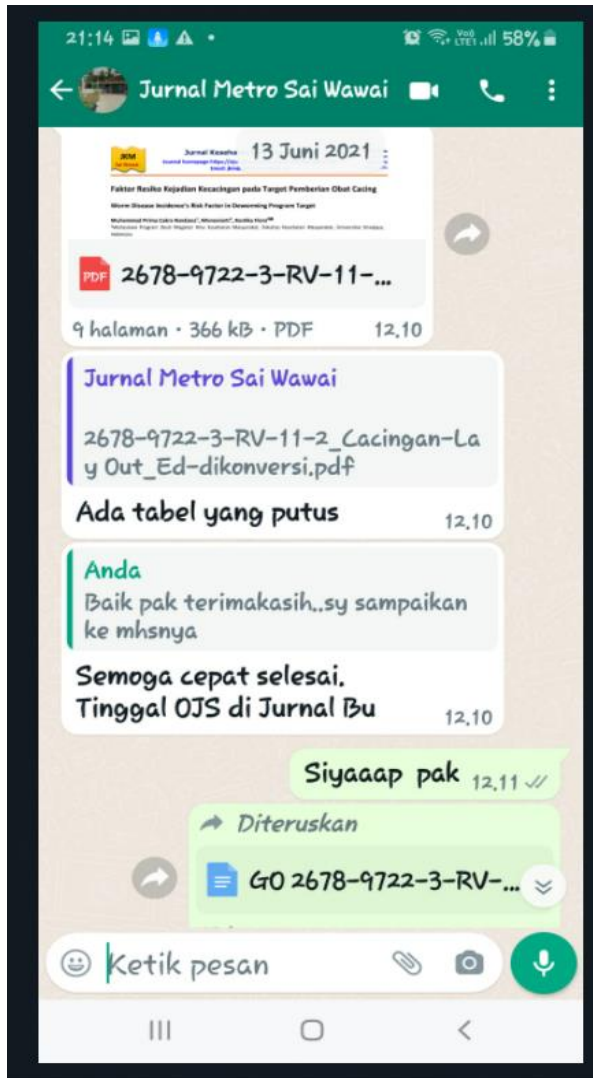 21:14
Vo))
LTE1
58%
Jurnal Metro Sai Wawai
13 Juni 2021
JKM
Faktor Resiko Kejadian Kecacingan pada Target Pemberian Obat Cacing
Worm Disease Incidence's Risk Factor in Deworming Program Target
PDF
2678-9722-3-RV-11-...
9 halaman • 366 kB • PDF
12.10
Jurnal Metro Sai Wawai
2678-9722-3-RV-11-2_Cacingan-La
y Out_Ed-dikonversi.pdf
Ada tabel yang putus
12.10
Anda
Baik pak terimakasih..sy sampaikan
ke mhsnya
Semoga cepat selesai.
Tinggal OJS di Jurnal Bu
12.10
Siyaaap pak
12.11
Diteruskan
GO 2678-9722-3-RV-...
Ketik pesan